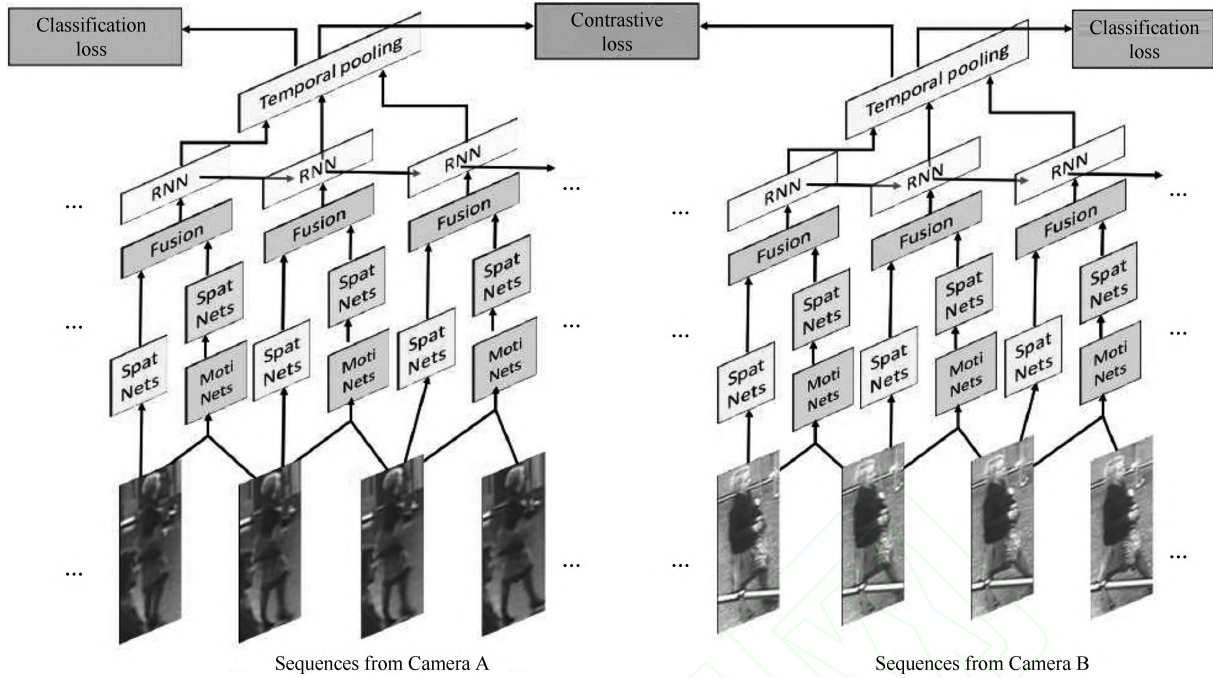 Classification
loss
Contrastive
loss
Classification
loss
Temporal pooling
Temporal pooling
RNN
RNN
RNN
...
...
RNN
RNN
RNN
...
...
Fusion
Fusion
Fusion
Fusion
Fusion
Fusion
Spat
Nets
Spat
Nets
Spat
Nets
Spat
Nets
Spat
Nets
Spat
Nets
...
...
...
...
Spat
Nets
Moti
Nets
Spat
Nets
Moti
Nets
Spat
Nets
Moti
Nets
Spat
Nets
Moti
Nets
Spat
Nets
Moti
Nets
Spat
Nets
Moti
Nets
...
...
...
...
Sequences from Camera A
Sequences from Camera B